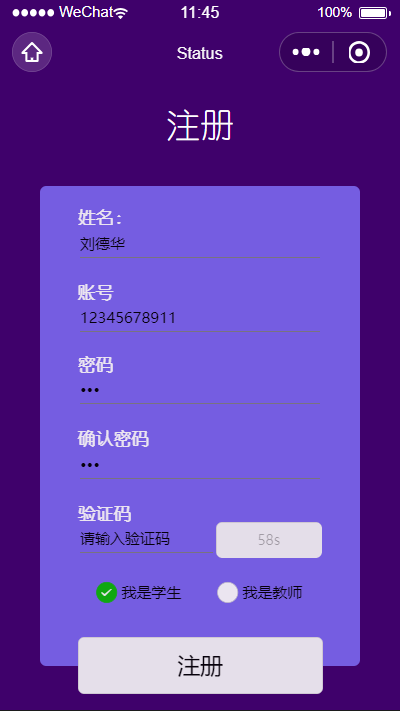 WeChat 11:45 100%
Status
注册
姓名：
刘德华
账号
12345678911
密码
•••
确认密码
•••
验证码
请输入验证码 58s
我是学生 我是教师
注册